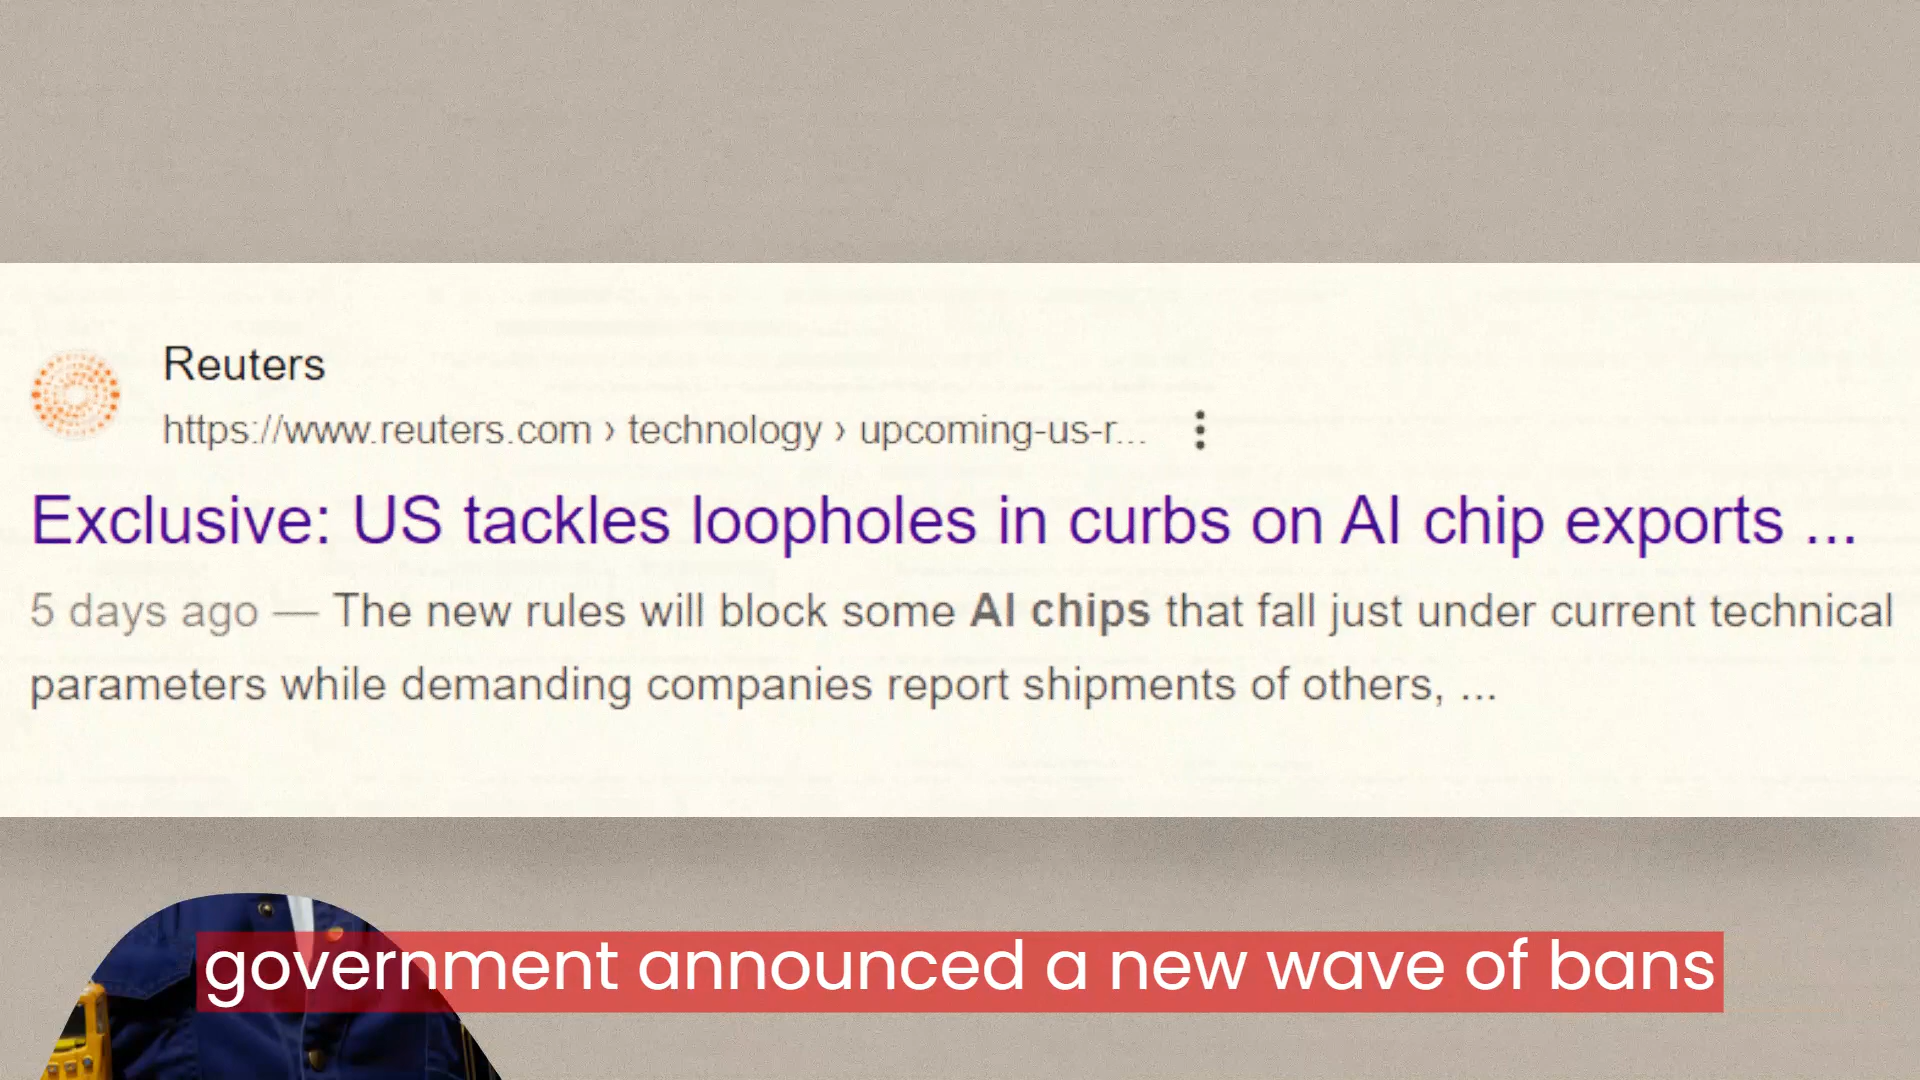 Reuters
https://www.reuters.com › technology › upcoming-us-r...
Exclusive: US tackles loopholes in curbs on AI chip exports ...
5 days ago — The new rules will block some AI chips that fall just under current technical
parameters while demanding companies report shipments of others, ...
government announced a new wave of bans